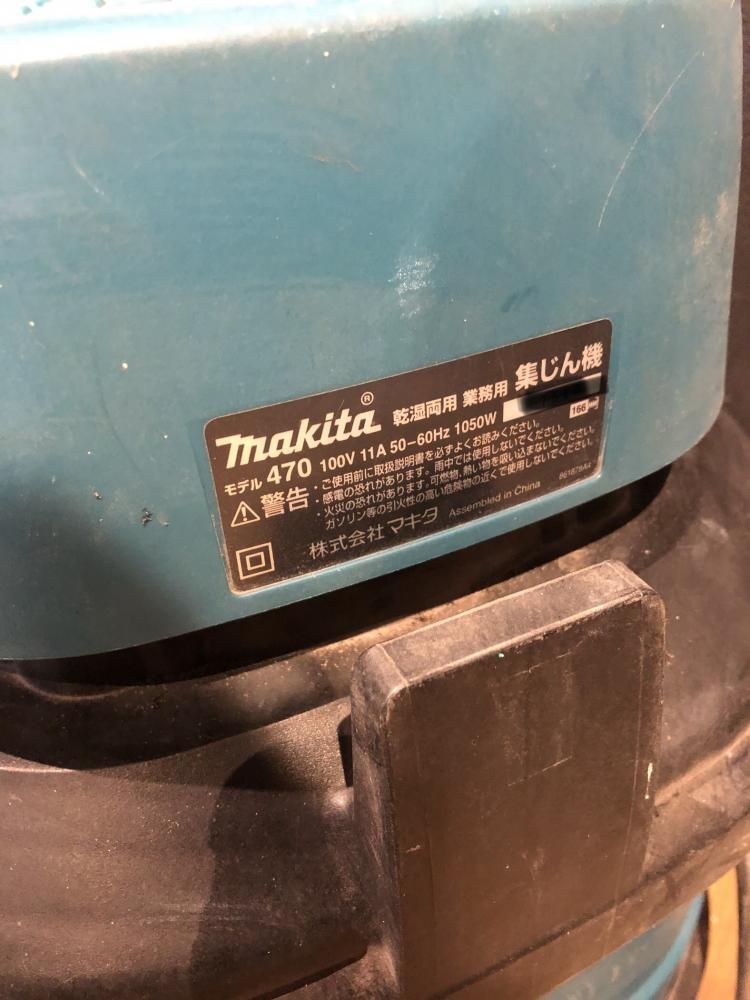 makita® 乾湿両用 業務用 集じん機
モデル 470 100V 11A 50-60Hz 1050W
166
警告
・ご使用前に取扱説明書を必ずよくお読みください。
・感電の恐れがあります。雨中では使用しないでください。
・火災の恐れがあります。可燃物、熱い物を吸い込まないでください。
ガソリン等の引火性の高い危険物の近くで使用しないでください。
株式会社 マキタ Assembled in China
861678A4